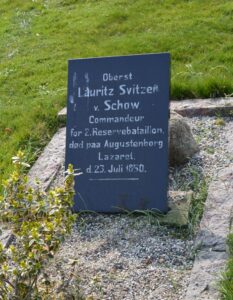 Oberst
Lauritz Svitzer
v. Schow
Commandeur
for 2. Reservebataillon.
død paa Augustenborg
Lazaret.
d. 23. Juli 1850.